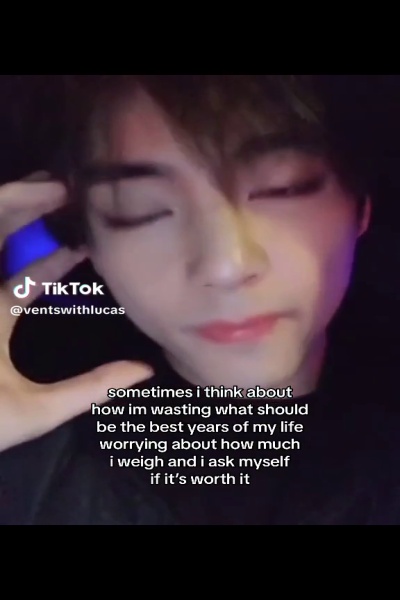 TikTok
@ventswithlucas
sometimes i think about
how im wasting what should
be the best years of my life
worrying about how much
i weigh and i ask myself
if it's worth it